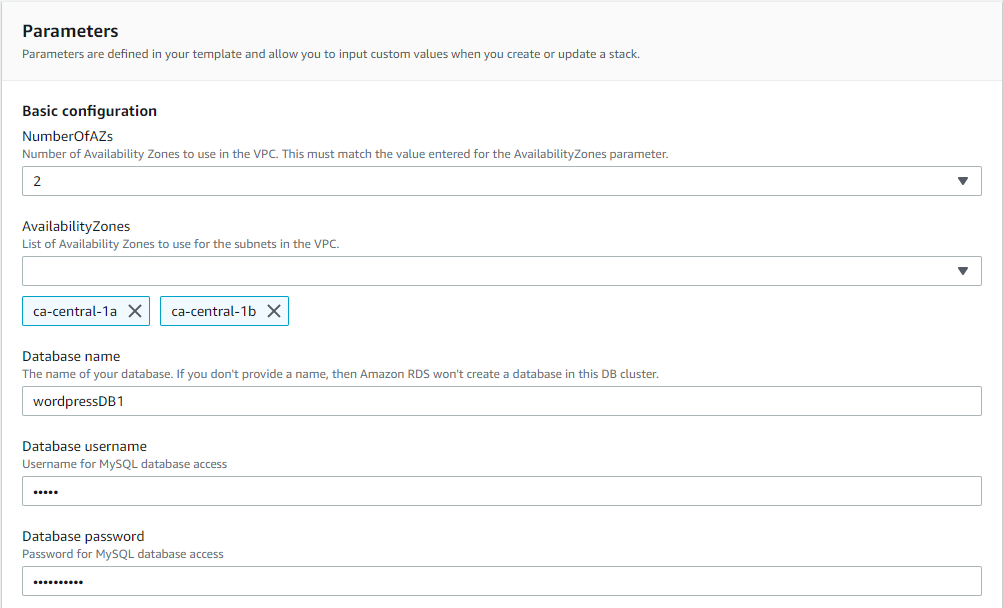 Parameters
Parameters are defined in your template and allow you to input custom values when you create or update a stack.
Basic configuration
NumberOfAZs
Number of Availability Zones to use in the VPC. This must match the value entered for the AvailabilityZones parameter.
2
AvailabilityZones
List of Availability Zones to use for the subnets in the VPC.
ca-central-1a ca-central-1b
Database name
The name of your database. If you don't provide a name, then Amazon RDS won't create a database in this DB cluster.
wordpressDB1
Database username
Username for MySQL database access
•••••
Database password
Password for MySQL database access
••••••••••